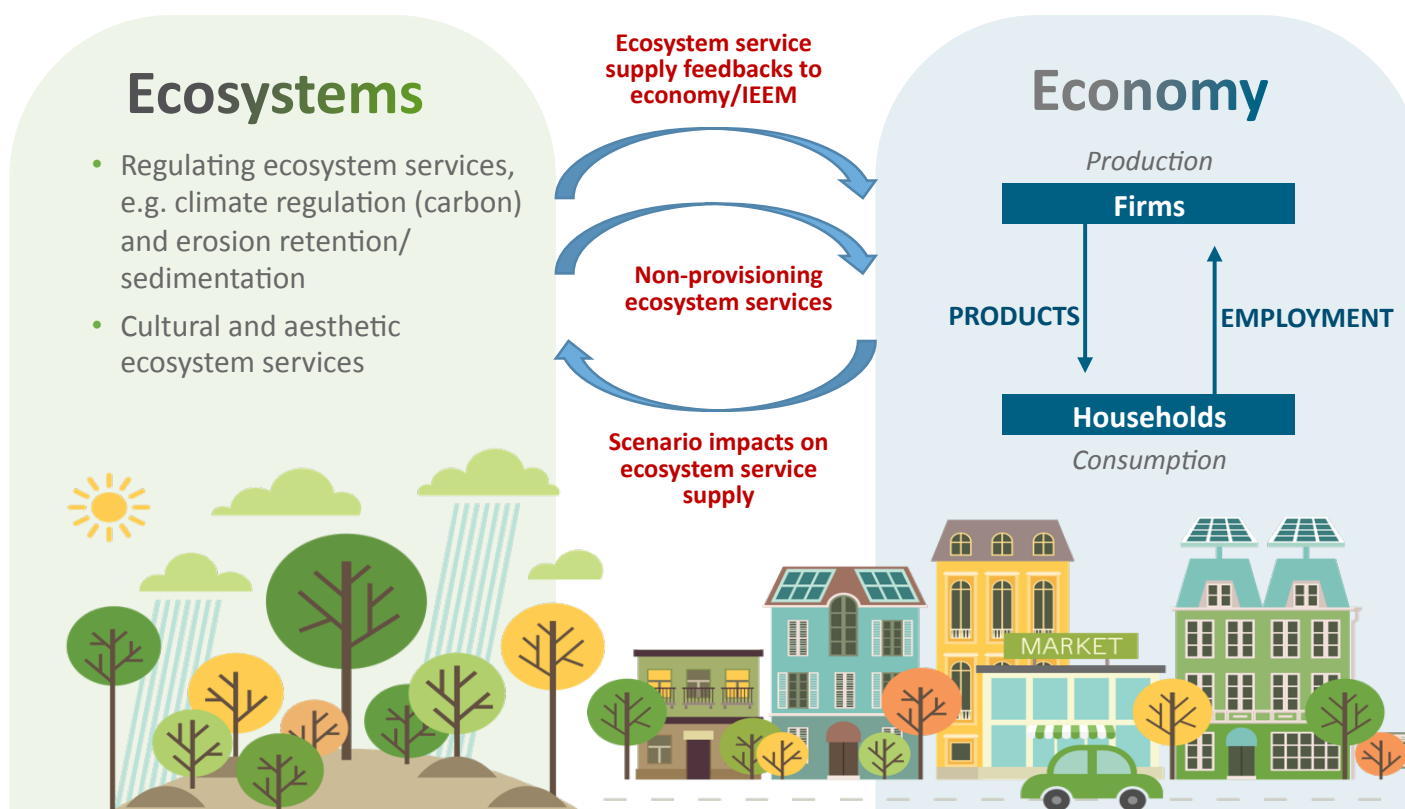 Ecosystems
• Regulating ecosystem services,
e.g. climate regulation (carbon)
and erosion retention/
sedimentation
• Cultural and aesthetic
ecosystem services
Ecosystem service
supply feedbacks to
economy/IEEM
Non-provisioning
ecosystem services
Scenario impacts on
ecosystem service
supply
Economy
Production
Firms
PRODUCTS
EMPLOYMENT
Households
Consumption
MARKET